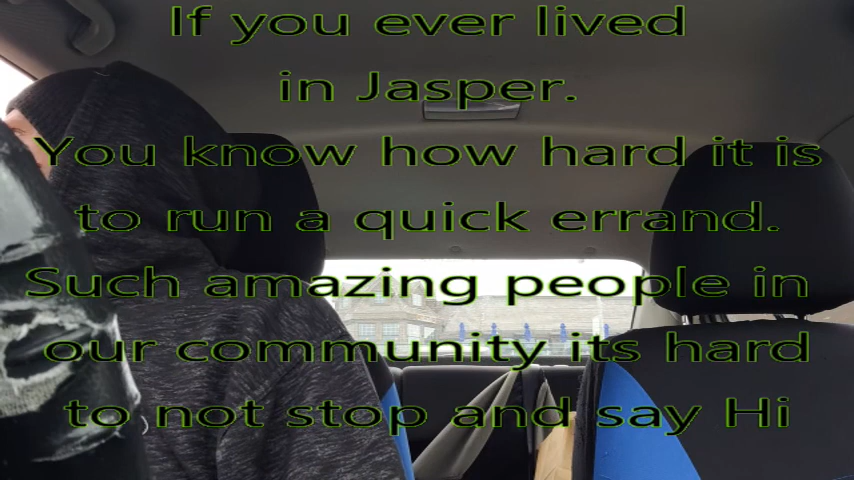 If you ever lived
in Jasper.
You know how hard it is
to run a quick errand.
Such amazing people in
our community its hard
to not stop and say Hi